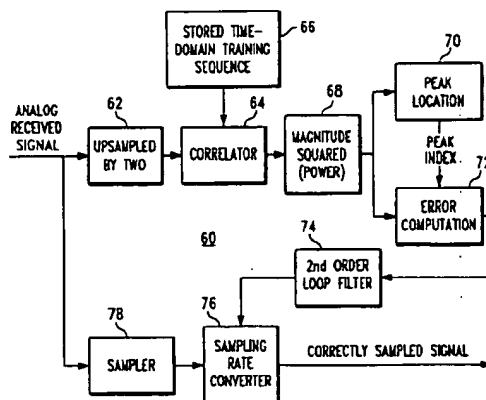 66
STORED TIME-
DOMAIN TRAINING
SEQUENCE
70
PEAK
LOCATION
62
64
68
ANALOG
RECEIVED
SIGNAL
UPSAMPLED
BY TWO
CORRELATOR
MAGNITUDE
SQUARED
(POWER)
PEAK
INDEX
72
ERROR
COMPUTATION
60
74
2nd ORDER
LOOP FILTER
78
76
SAMPLER
SAMPLING
RATE
CONVERTER
CORRECTLY SAMPLED SIGNAL